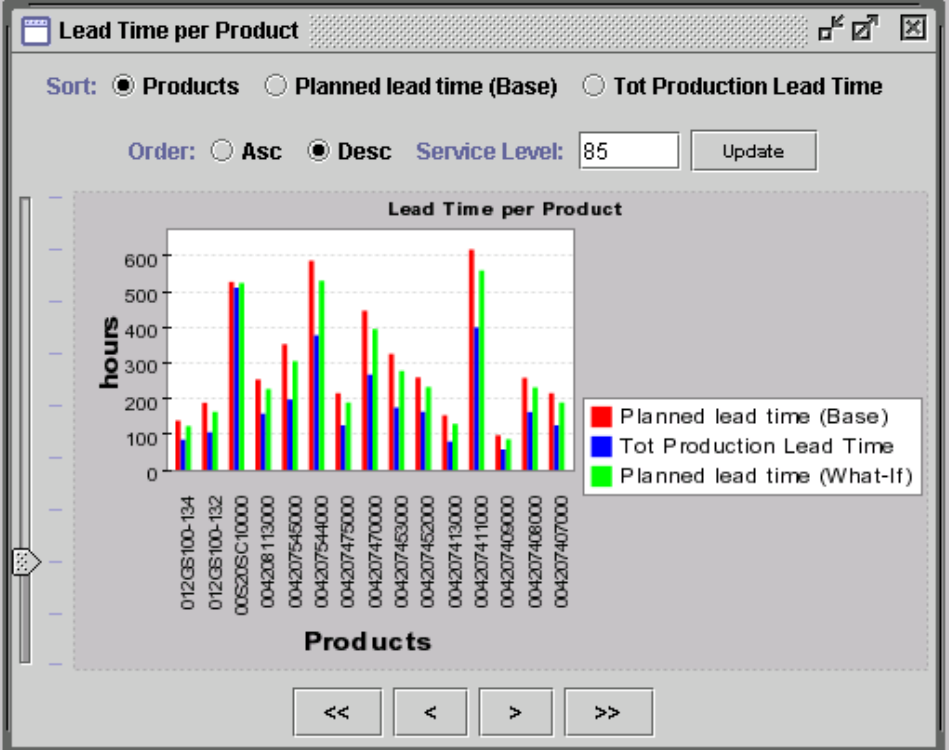 Lead Time per Product
Sort: Products Planned lead time (Base) Tot Production Lead Time
Order: Asc Desc Service Level: 85 Update
Lead Time per Product
hours
600
500
400
300
200
100
0
012GS100-134
012GS100-132
00S20SC10000
004208113000
004207545000
004207544000
004207475000
004207470000
004207453000
004207452000
004207413000
004207411000
004207409000
004207408000
004207407000
Products
Planned lead time (Base)
Tot Production Lead Time
Planned lead time (What-If)
<< < > >>